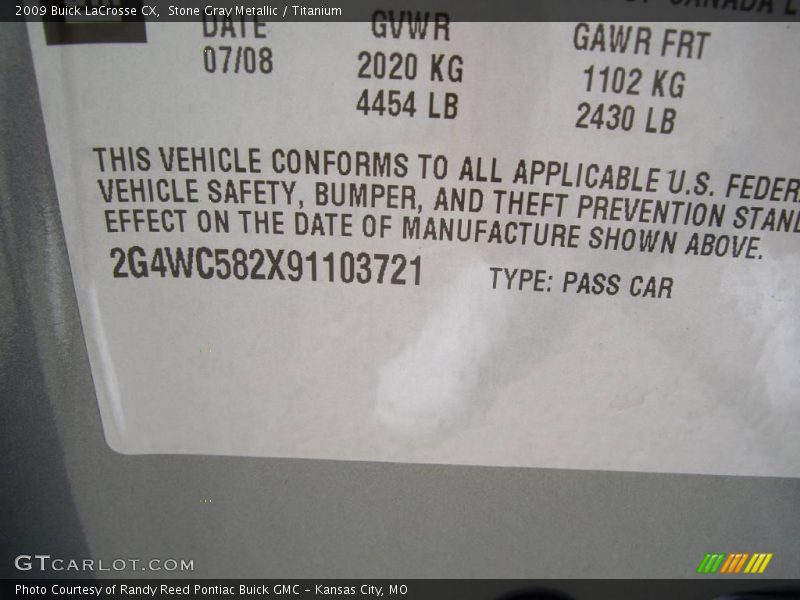 2009 Buick LaCrosse CX, Stone Gray Metallic / Titanium
CANADA
DATE GVWR GAWR FRT
07/08 2020 KG 1102 KG
4454 LB 2430 LB
THIS VEHICLE CONFORMS TO ALL APPLICABLE U.S. FEDER
VEHICLE SAFETY, BUMPER, AND THEFT PREVENTION STAND
EFFECT ON THE DATE OF MANUFACTURE SHOWN ABOVE.
2G4WC582X91103721 TYPE: PASS CAR
GTCARLOT.COM
Photo Courtesy of Randy Reed Pontiac Buick GMC - Kansas City, MO